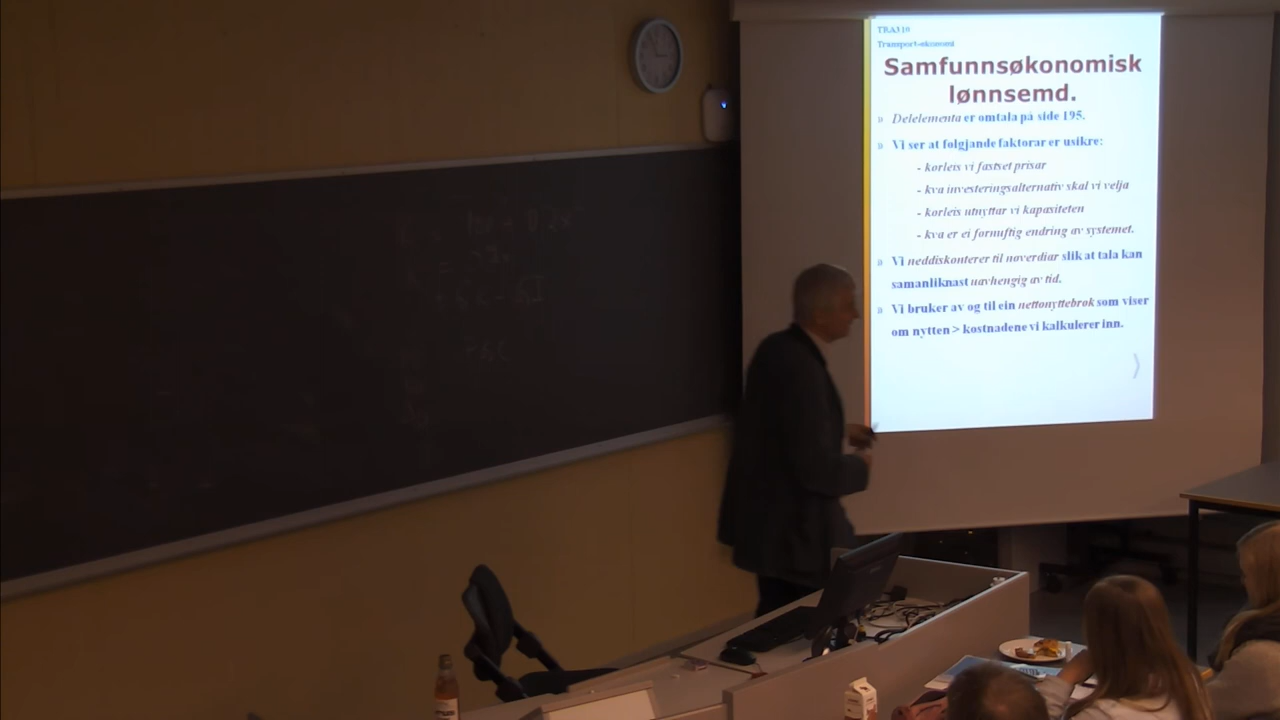 TRA310
Transport-økonomi
Samfunnsøkonomisk
lønnsemd.
» Delelementa er omtala på side 195.
» Vi ser at følgjande faktorar er usikre:
- korleis vi fastset prisar
- kva investeringsalternativ skal vi velja
- korleis utnyttar vi kapasiteten
- kva er ei fornuftig endring av systemet.
» Vi neddiskonterer til noverdiar slik at tala kan
samanliknast uavhengig av tid.
» Vi bruker av og til ein nettonyttebrøk som viser
om nytten > kostnadene vi kalkulerer inn.